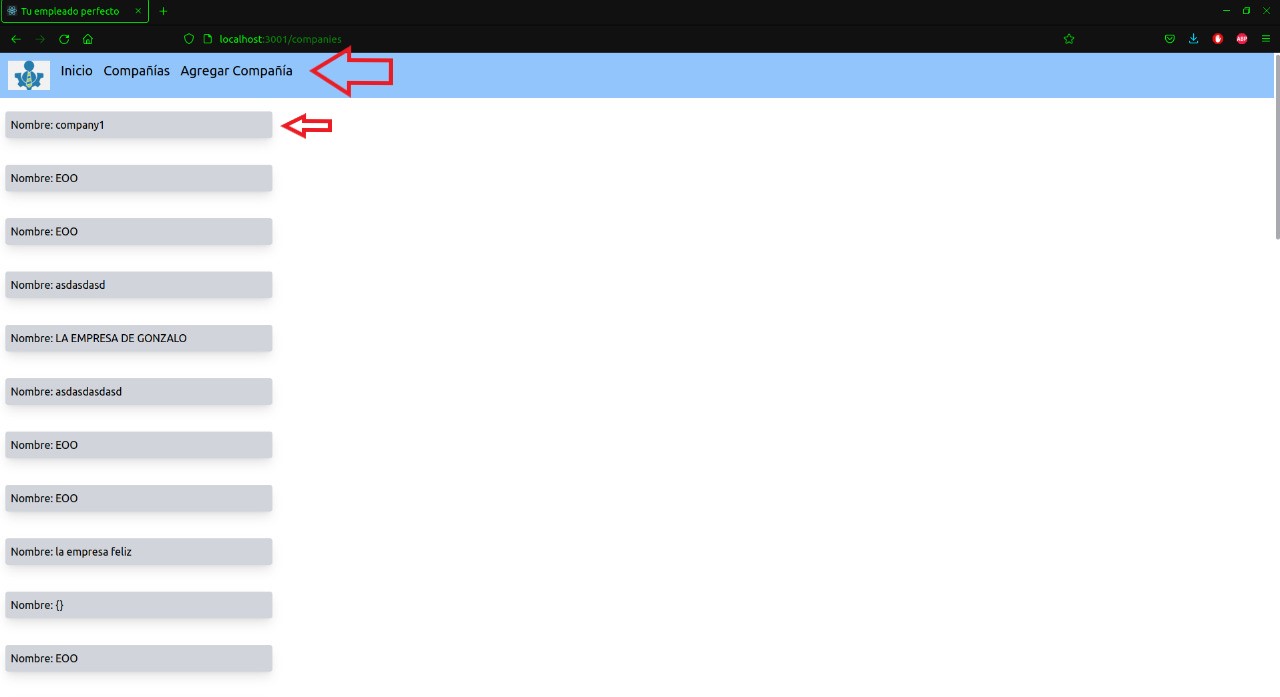 Tu empleado perfecto
localhost:3001/companies
ABP
Inicio Compañías Agregar Compañía
Nombre: company1
Nombre: EOO
Nombre: EOO
Nombre: asdasdasd
Nombre: LA EMPRESA DE GONZALO
Nombre: asdasdasdasd
Nombre: EOO
Nombre: EOO
Nombre: la empresa feliz
Nombre: {}
Nombre: EOO